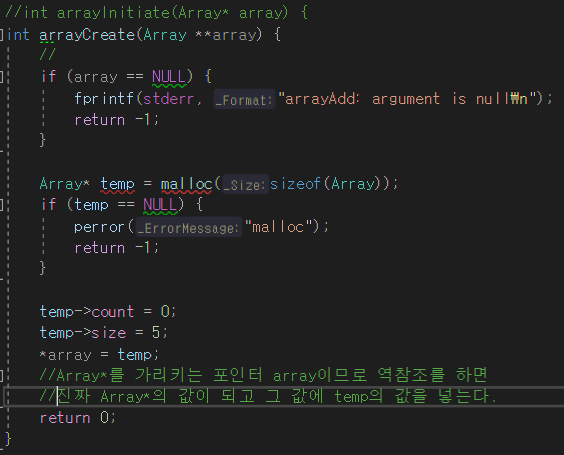 //int arrayInitiate(Array* array) {
int arrayCreate(Array **array) {
//
if (array == NULL) {
fprintf(stderr, _Format:"arrayAdd: argument is null₩n");
return -1;
}
Array* temp = malloc(_Size:sizeof(Array));
if (temp == NULL) {
perror(_ErrorMessage:"malloc");
return -1;
}
temp->count = 0;
temp->size = 5;
*array = temp;
//Array*를 가리키는 포인터 array이므로 역참조를 하면
//진짜 Array*의 값이 되고 그 값에 temp의 값을 넣는다.
return 0;
}